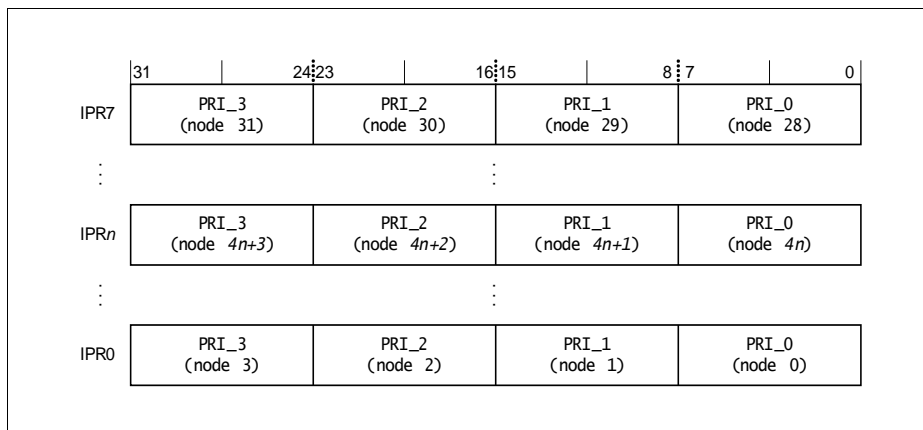 31 24 23 16 15 8 7 0
IPR7
PRI_3 PRI_2 PRI_1 PRI_0
(node 31) (node 30) (node 29) (node 28)
IPRn
PRI_3 PRI_2 PRI_1 PRI_0
(node 4n+3) (node 4n+2) (node 4n+1) (node 4n)
IPR0
PRI_3 PRI_2 PRI_1 PRI_0
(node 3) (node 2) (node 1) (node 0)